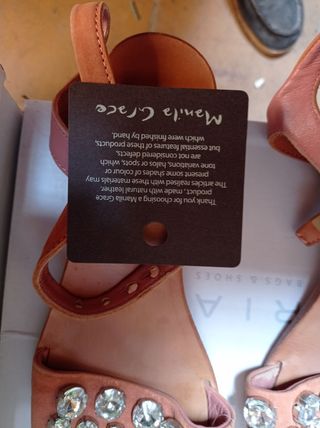 Manila Grace
Thank you for choosing a Manila Grace
product, made with natural leather.
The articles realised with these materials may
present some shades of colour or
tone variations, halos or spots, which
are not considered defects,
but essential features of these products,
which were finished by hand.
RIA
BAGS & SHOES